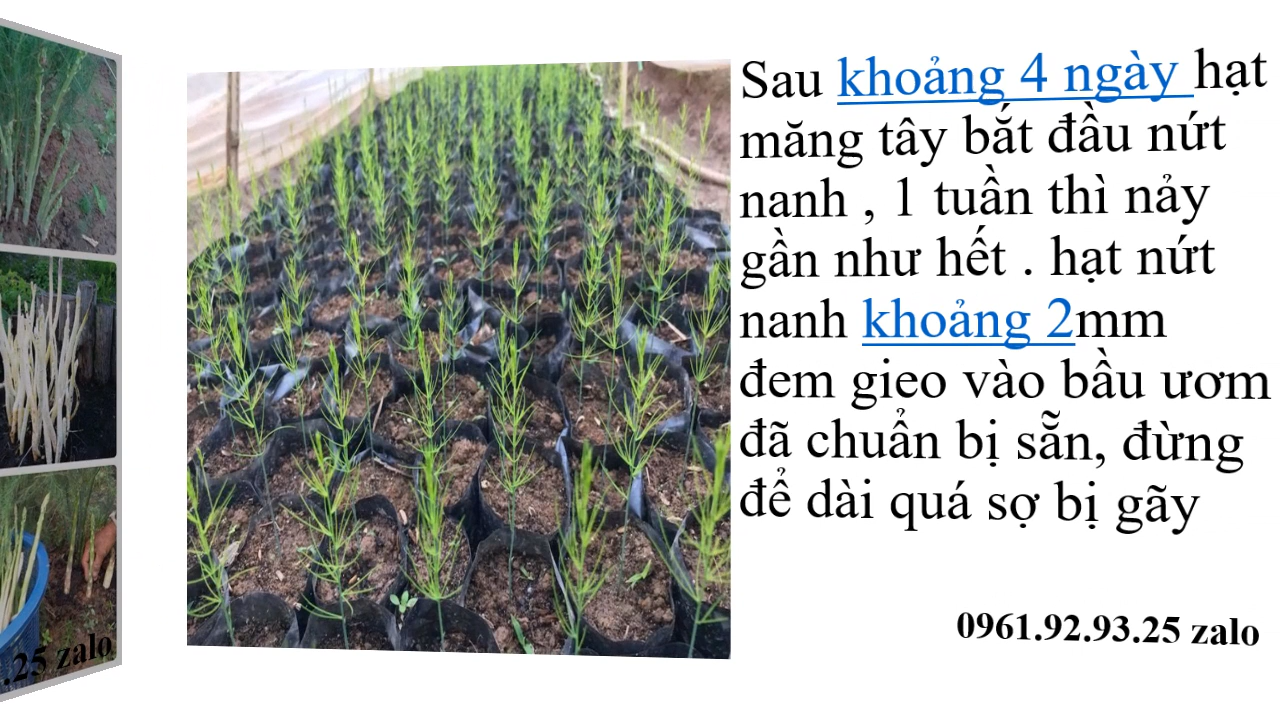 Sau khoảng 4 ngày hạt
măng tây bắt đầu nứt
nanh , 1 tuần thì nảy
gần như hết . hạt nứt
nanh khoảng 2mm
đem gieo vào bầu ươm
đã chuẩn bị sẵn, đừng
để dài quá sợ bị gãy
0961.92.93.25 zalo
.25 zalo